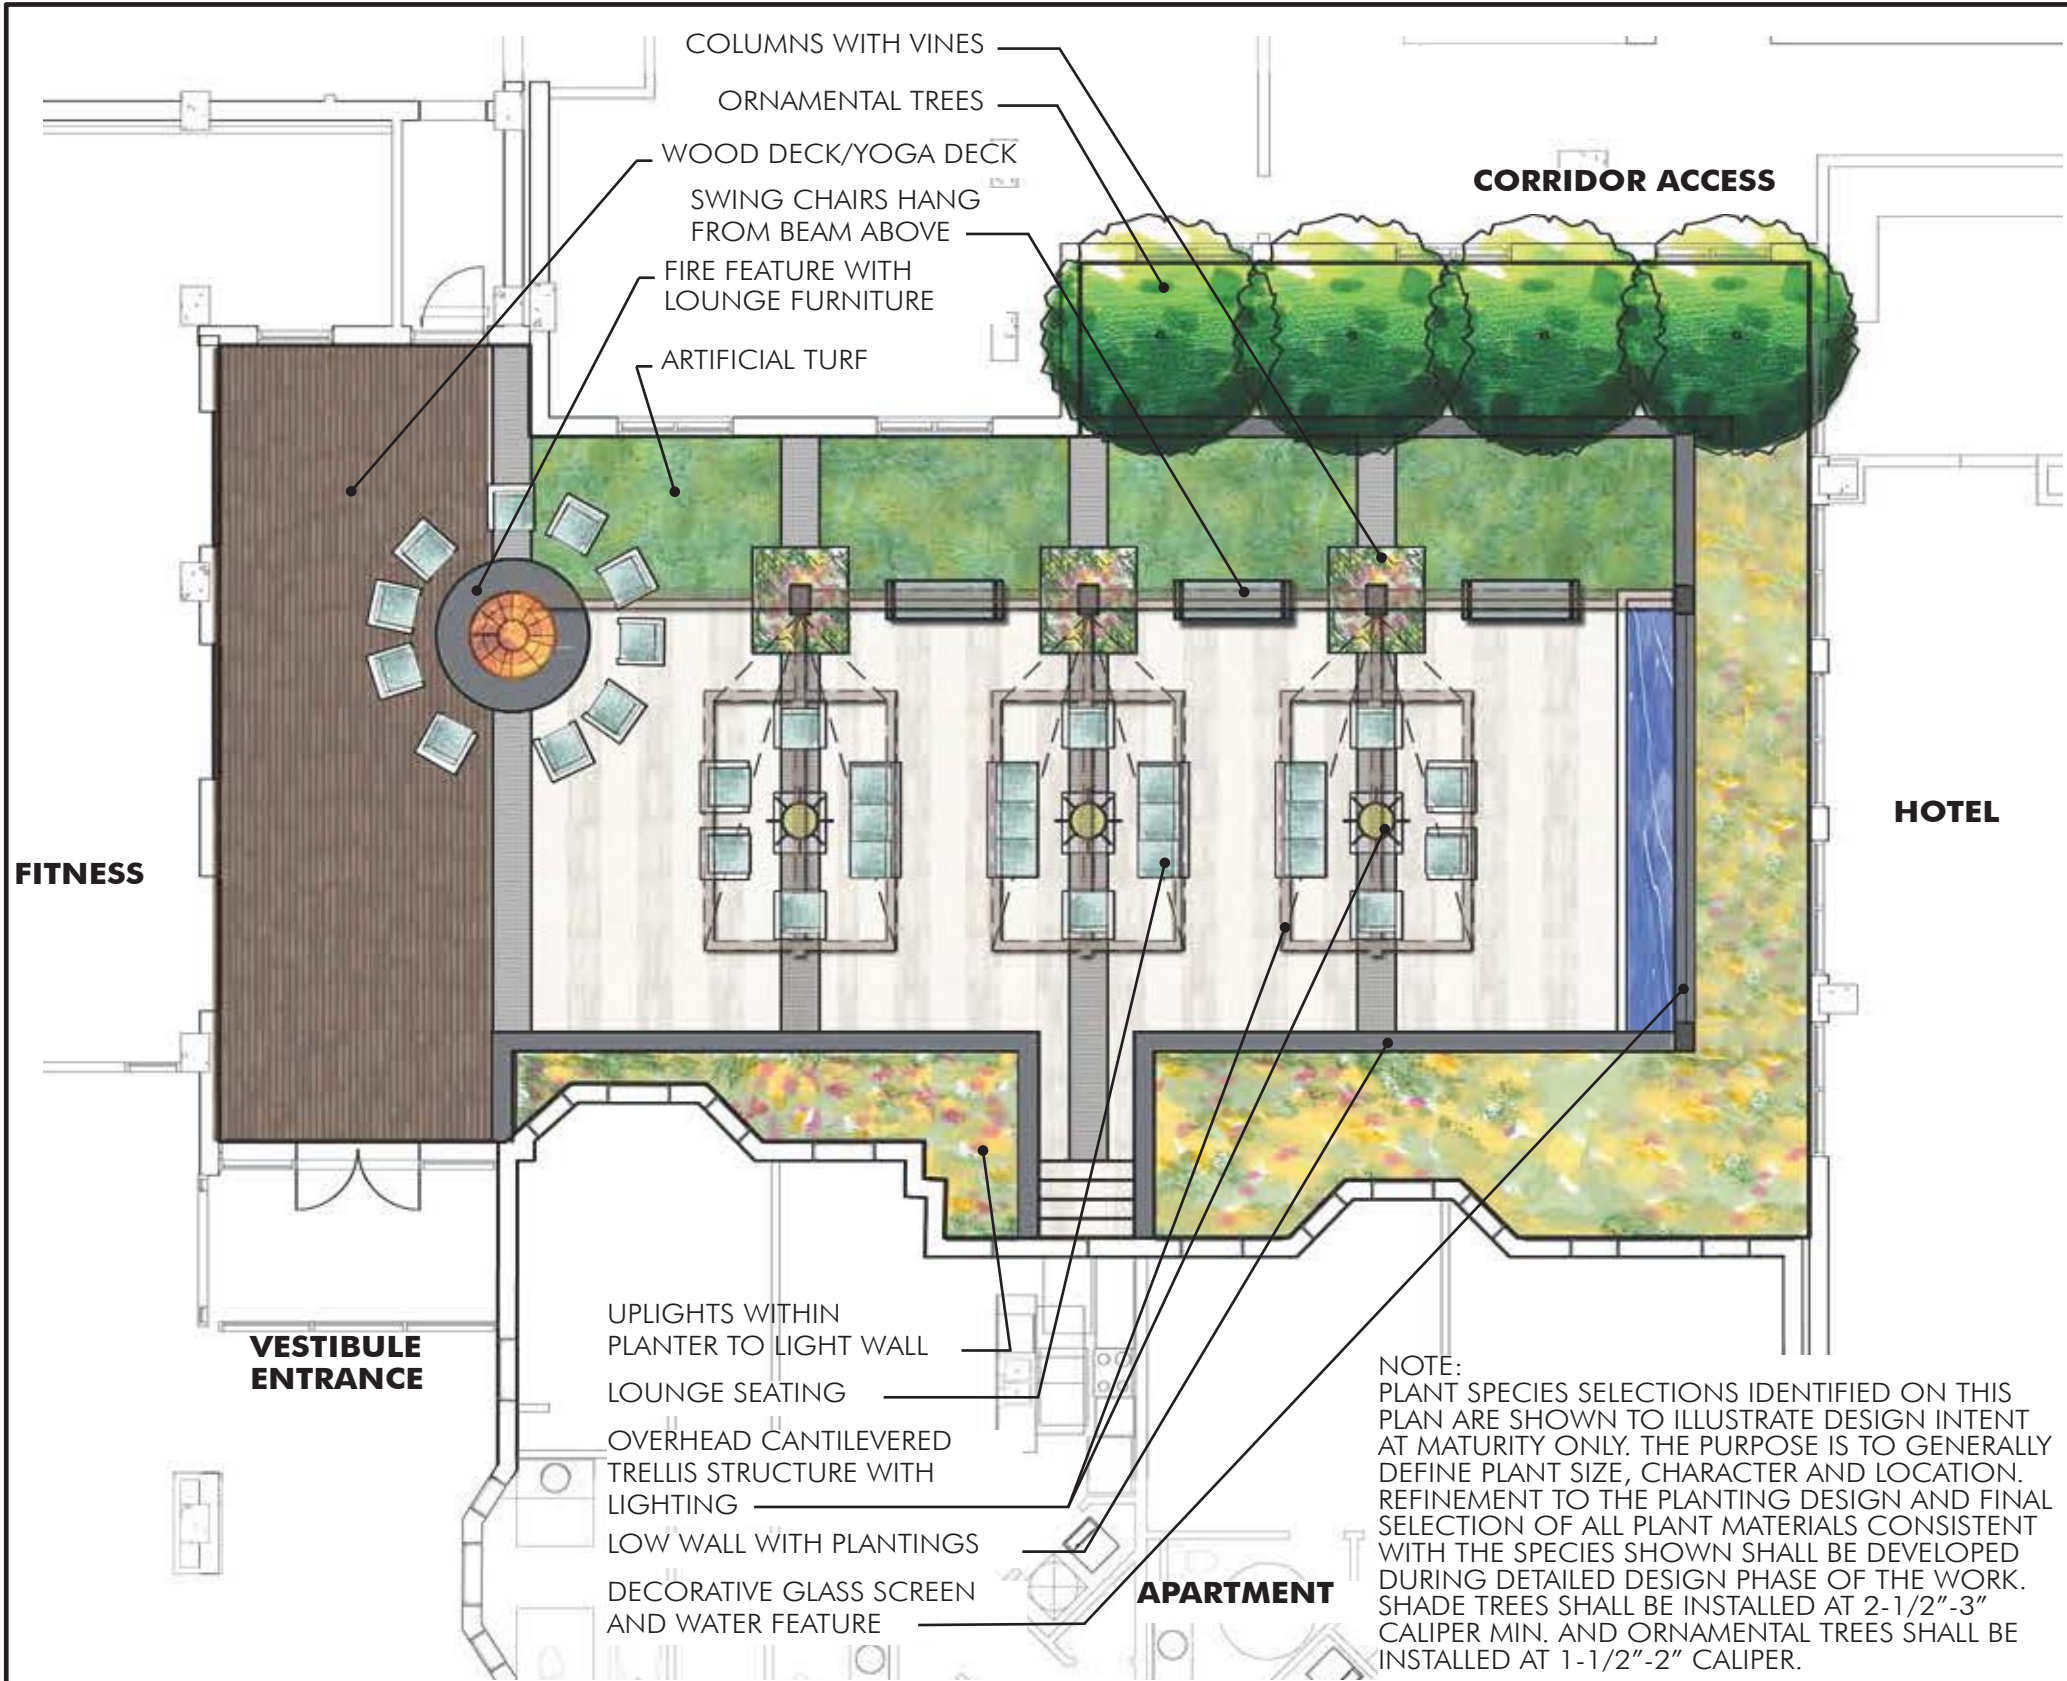 COLUMNS WITH VINES
ORNAMENTAL TREES
WOOD DECK/YOGA DECK
SWING CHAIRS HANG
FROM BEAM ABOVE
FIRE FEATURE WITH
LOUNGE FURNITURE
ARTIFICIAL TURF
CORRIDOR ACCESS
HOTEL
FITNESS
VESTIBULE
ENTRANCE
UPLIGHTS WITHIN
PLANTER TO LIGHT WALL
LOUNGE SEATING
OVERHEAD CANTILEVERED
TRELLIS STRUCTURE WITH
LIGHTING
LOW WALL WITH PLANTINGS
DECORATIVE GLASS SCREEN
AND WATER FEATURE
APARTMENT
NOTE:
PLANT SPECIES SELECTIONS IDENTIFIED ON THIS
PLAN ARE SHOWN TO ILLUSTRATE DESIGN INTENT
AT MATURITY ONLY. THE PURPOSE IS TO GENERALLY
DEFINE PLANT SIZE, CHARACTER AND LOCATION.
REFINEMENT TO THE PLANTING DESIGN AND FINAL
SELECTION OF ALL PLANT MATERIALS CONSISTENT
WITH THE SPECIES SHOWN SHALL BE DEVELOPED
DURING DETAILED DESIGN PHASE OF THE WORK.
SHADE TREES SHALL BE INSTALLED AT 2-1/2”-3”
CALIPER MIN. AND ORNAMENTAL TREES SHALL BE
INSTALLED AT 1-1/2”-2” CALIPER.